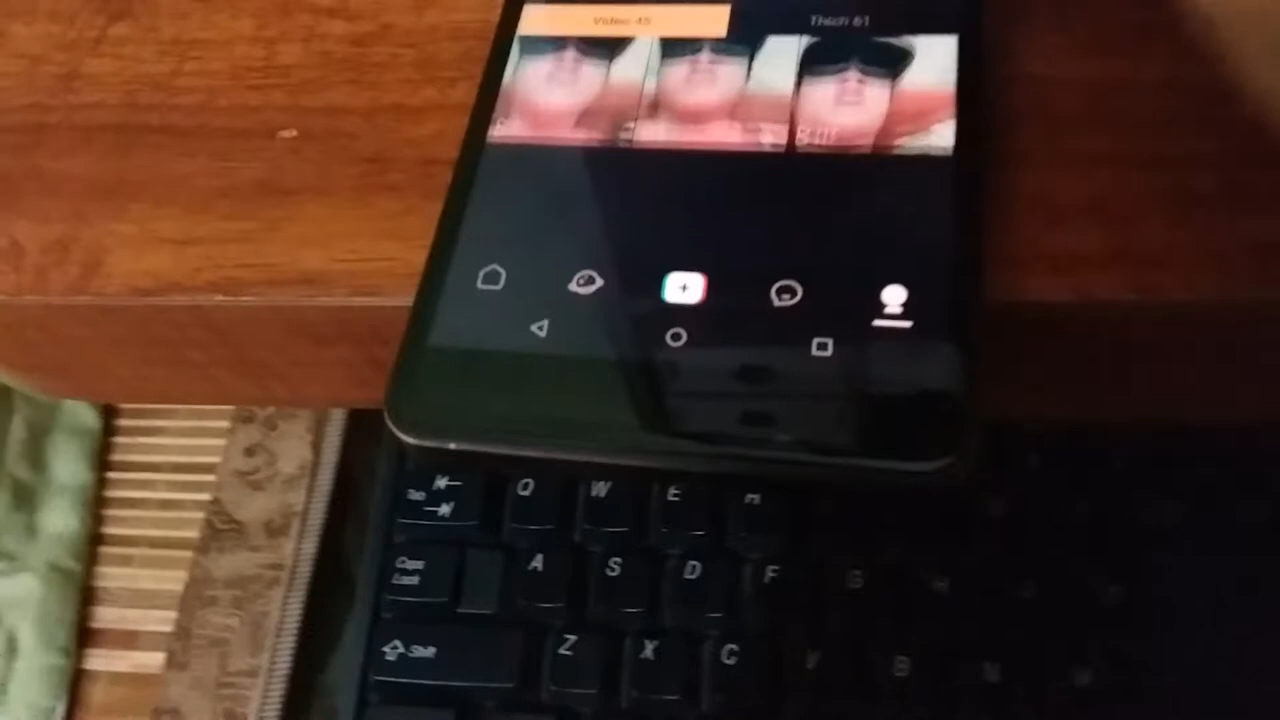 Video 45
Thích 61
Tab
Q W E
Caps Lock
A S D F G H
Shift
Z X C V B N